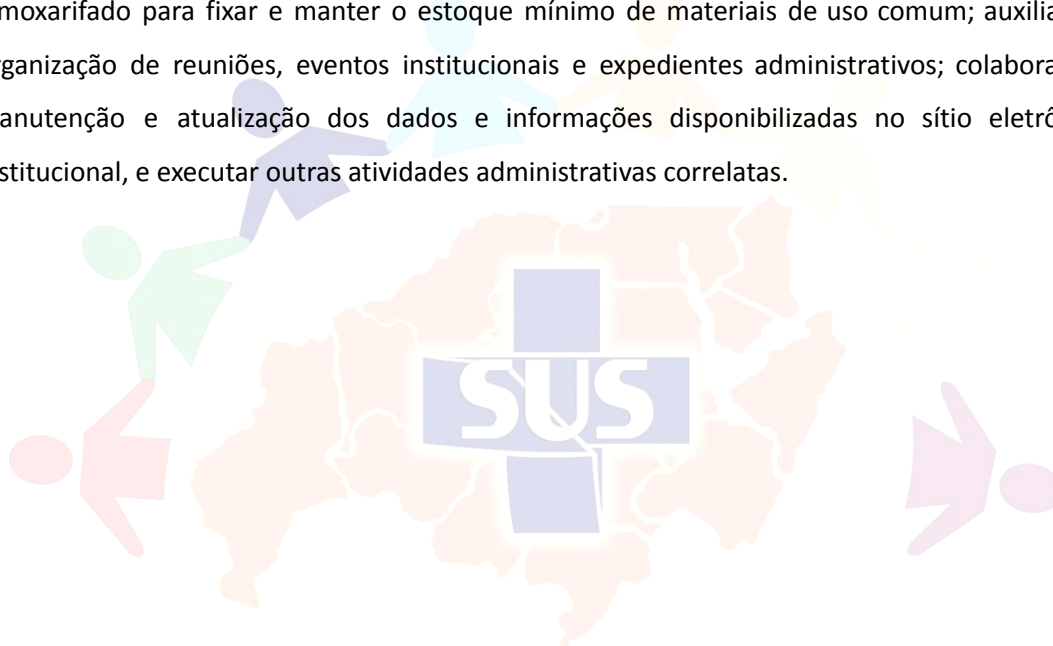 moxarifado para fixar e manter o estoque mínimo de materiais de uso comum; auxilia
rganização de reuniões, eventos institucionais e expedientes administrativos; colabora
anutenção e atualização dos dados e informações disponibilizadas no sítio eletrô
stitucional, e executar outras atividades administrativas correlatas.
SUS